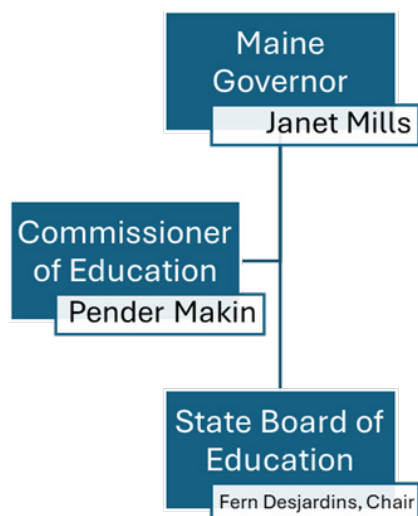 Maine
Governor
Janet Mills
Commissioner
of Education
Pender Makin
State Board of
Education
Fern Desjardins, Chair